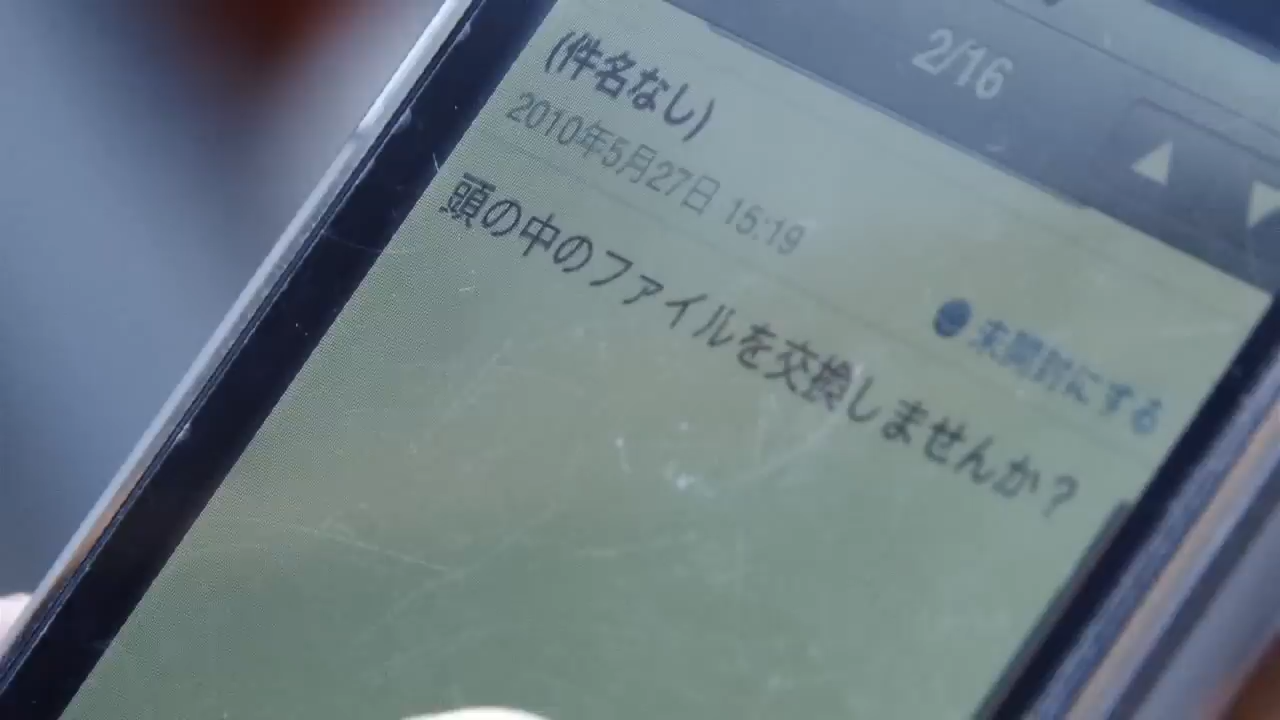 2/16
(件名なし)
2010年5月27日 15:19
未開封にする
頭の中のファイルを交換しませんか？